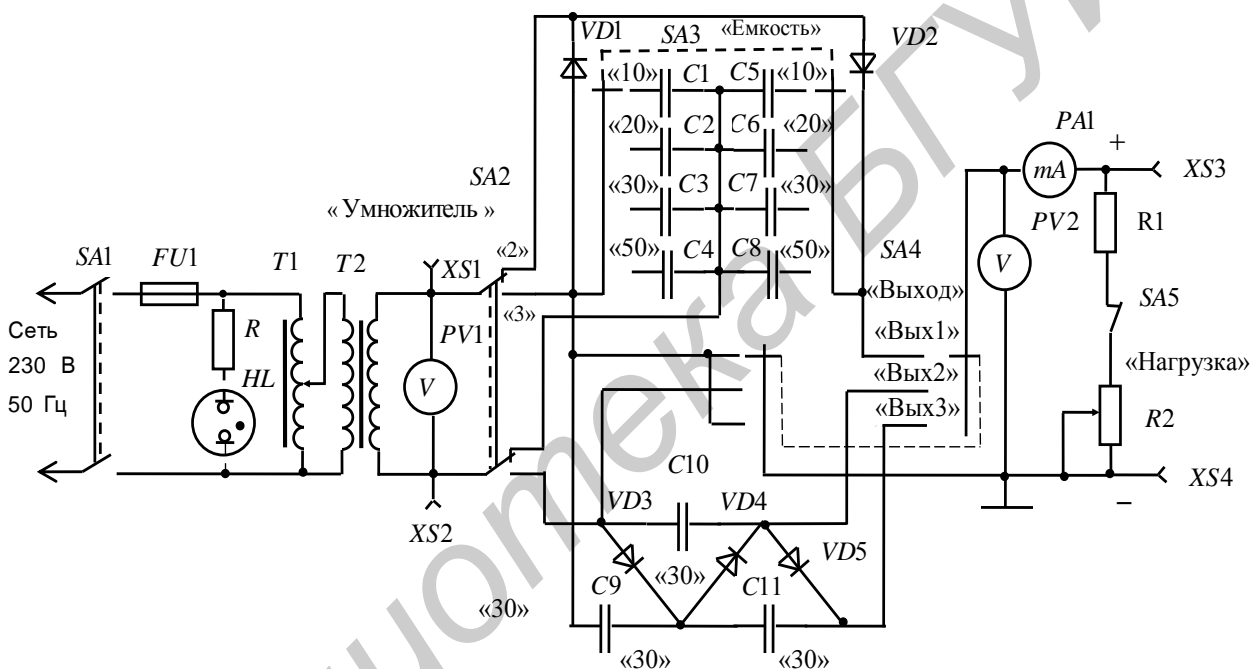 VD1
SA3
«Емкость»
VD2
«10»
C1
C5
«10»
«20»
C2
C6
«20»
PA1
+
mA
XS3
SA2
«30»
C3
C7
«30»
PV2
R1
« Умножитель »
«50»
C4
C8
«50»
SA4
V
SA1
FU1
T1
T2
XS1
«2»
«Выход»
SA5
«3»
«Вых1»
Сеть
230 В
50 Гц
R
PV1
«Нагрузка»
HL
V
«Вых2»
«Вых3»
R2
C10
XS4
XS2
VD3
VD4
–
VD5
C9
«30»
C11
«30»
«30»
«30»
иотека БГУИ